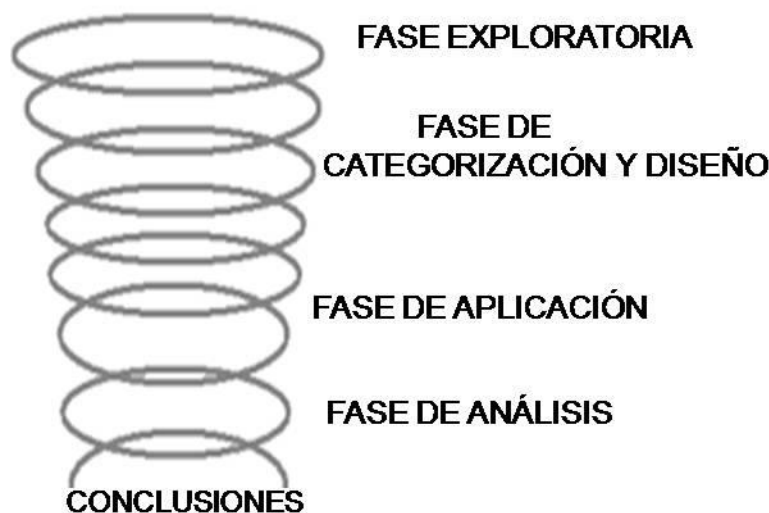 FASE EXPLORATORIA
FASE DE
CATEGORIZACIÓN Y DISEÑO
FASE DE APLICACIÓN
FASE DE ANÁLISIS
CONCLUSIONES